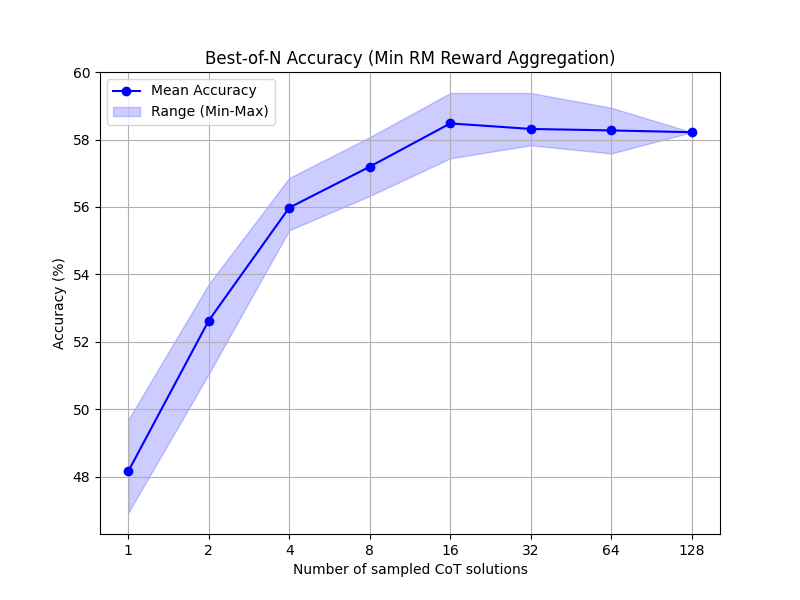 Best-of-N Accuracy (Min RM Reward Aggregation)
Mean Accuracy
Range (Min-Max)
Accuracy (%)
60
58
56
54
52
50
48
1 2 4 8 16 32 64 128
Number of sampled CoT solutions